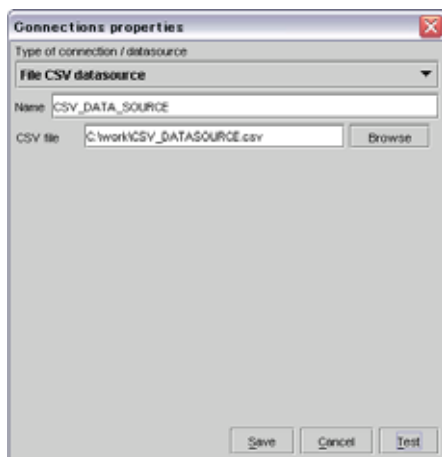 Connections properties
Type of connection / datasource
File CSV datasource
Name CSV_DATA_SOURCE
CSV file C:\work\CSV_DATASOURCE.csv Browse
Save Cancel Test